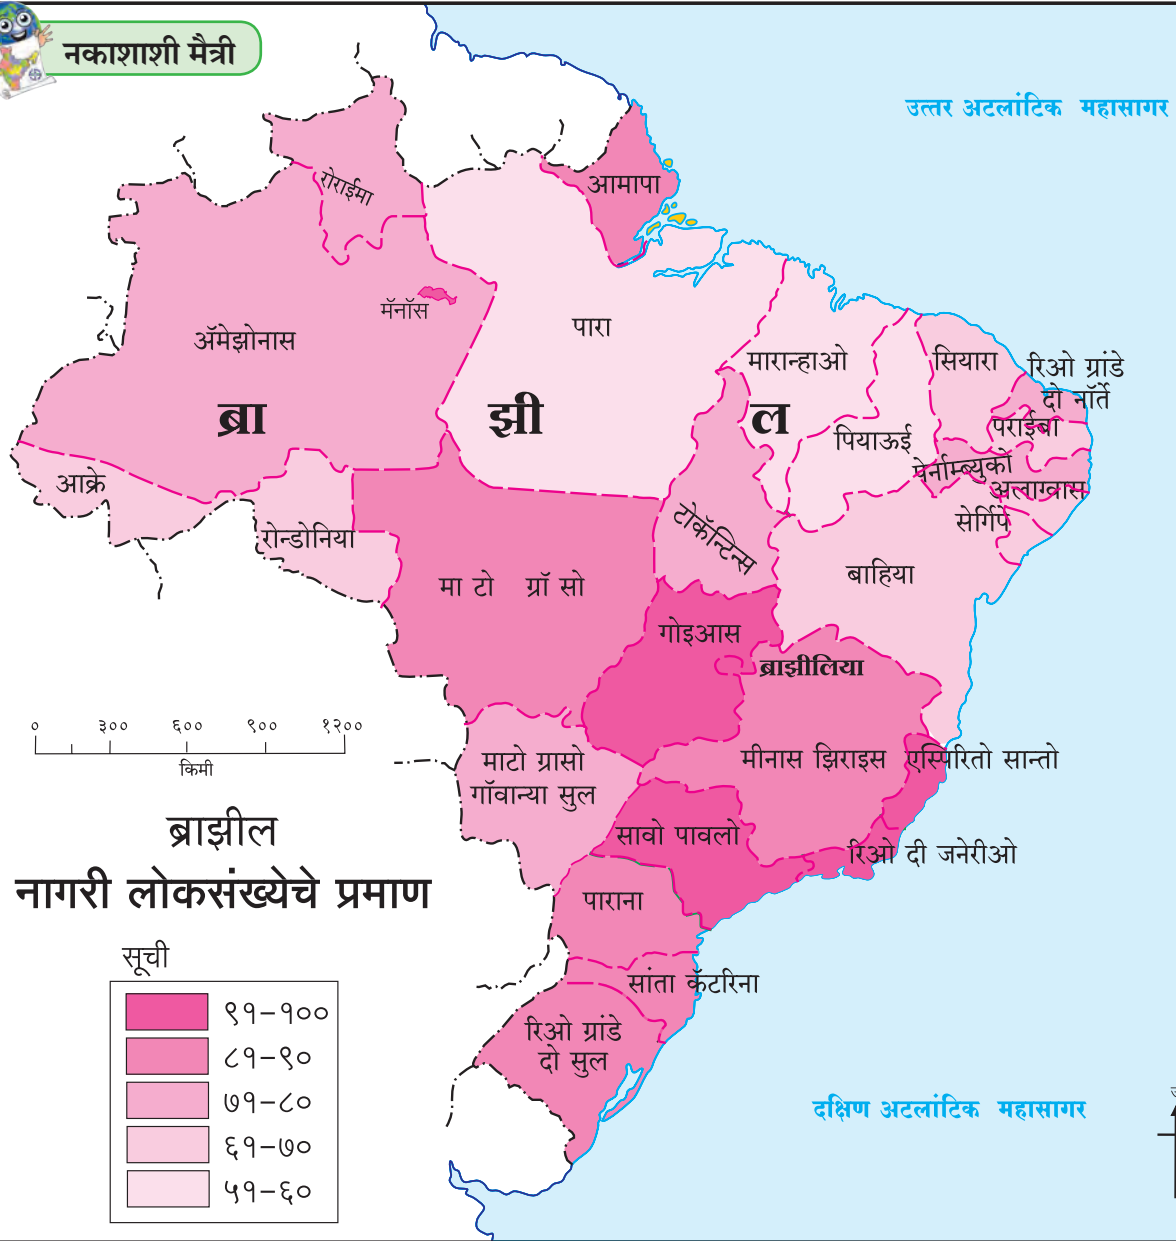 नकाशाशी मैत्री
उत्तर अटलांटिक महासागर
आमापा
रोराईमा
मॅनॉस
ॲमेझोनास
पारा
मारान्हाओ
सियारा
रिओ ग्रांडे
दो नॉर्ते
पराईबा
पियाऊई
पेर्नाम्ब्युको
अलाग्वास
सेर्गिपे
ब्राझील
आक्रे
रोन्डोनिया
टोकॅन्टिन्स
मा टो ग्रॉ सो
बाहिया
गोइआस
ब्राझीलिया
० ३०० ६०० ९०० १२००
किमी
माटो ग्रासो
गॉवान्या सुल
मीनास झिराइस
एस्पिरितो सान्तो
सावो पावलो
रिओ दी जनेरीओ
पाराना
सांता कॅटरिना
रिओ ग्रांडे
दो सुल
दक्षिण अटलांटिक महासागर
ब्राझील
नागरी लोकसंख्येचे प्रमाण
सूची
९१–१००
८१–९०
७१–८०
६१–७०
५१–६०